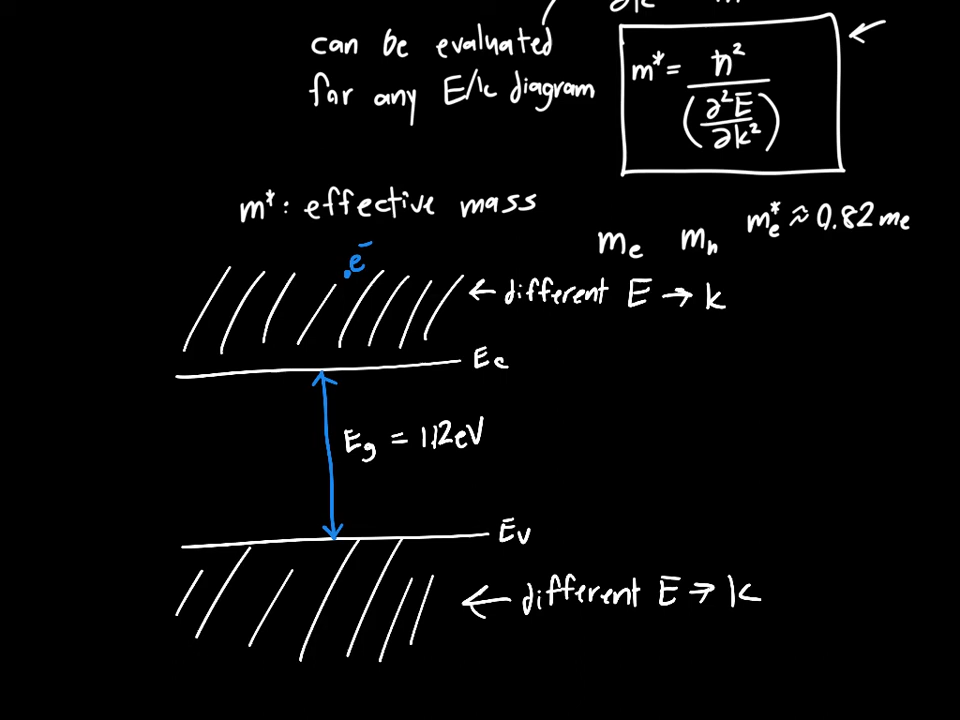 can be evaluated
for any E/k diagram
m* = ħ² / (∂²E / ∂k²)
m*: effective mass
mₑ mₕ mₑ* ≈ 0.82 mₑ
.e⁻
← different E → k
Ec
Eg = 1.12eV
Ev
← different E → k